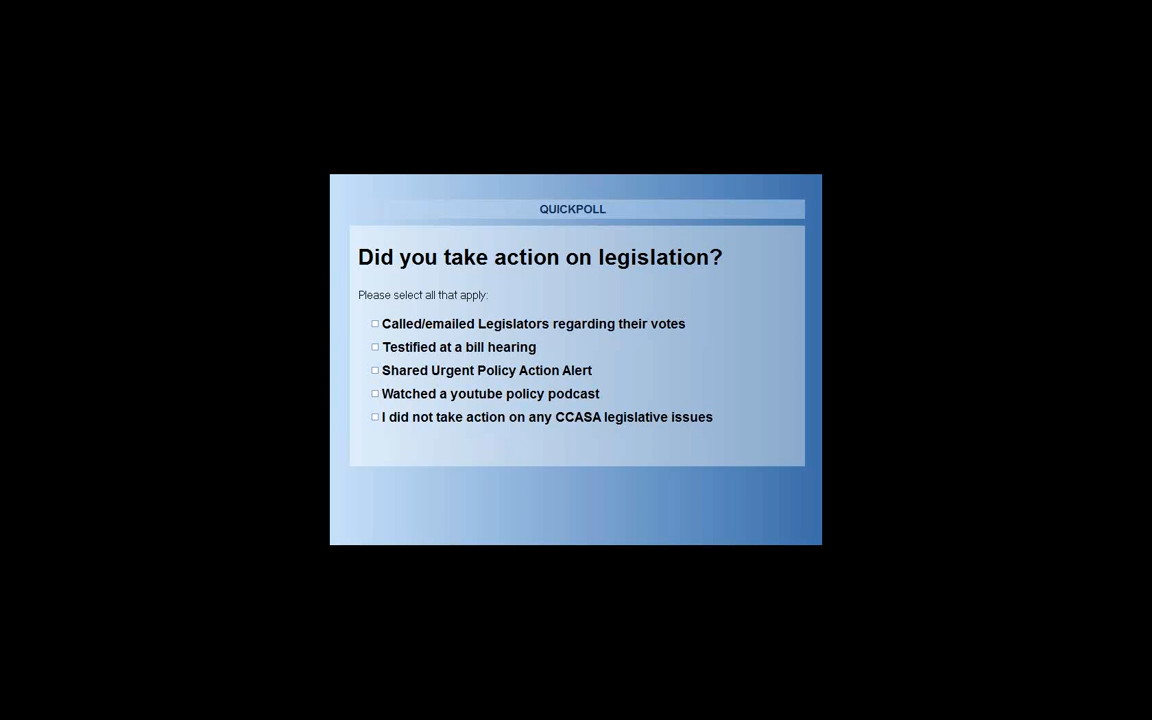 QUICKPOLL
Did you take action on legislation?
Please select all that apply:
Called/emailed Legislators regarding their votes
Testified at a bill hearing
Shared Urgent Policy Action Alert
Watched a youtube policy podcast
I did not take action on any CCASA legislative issues